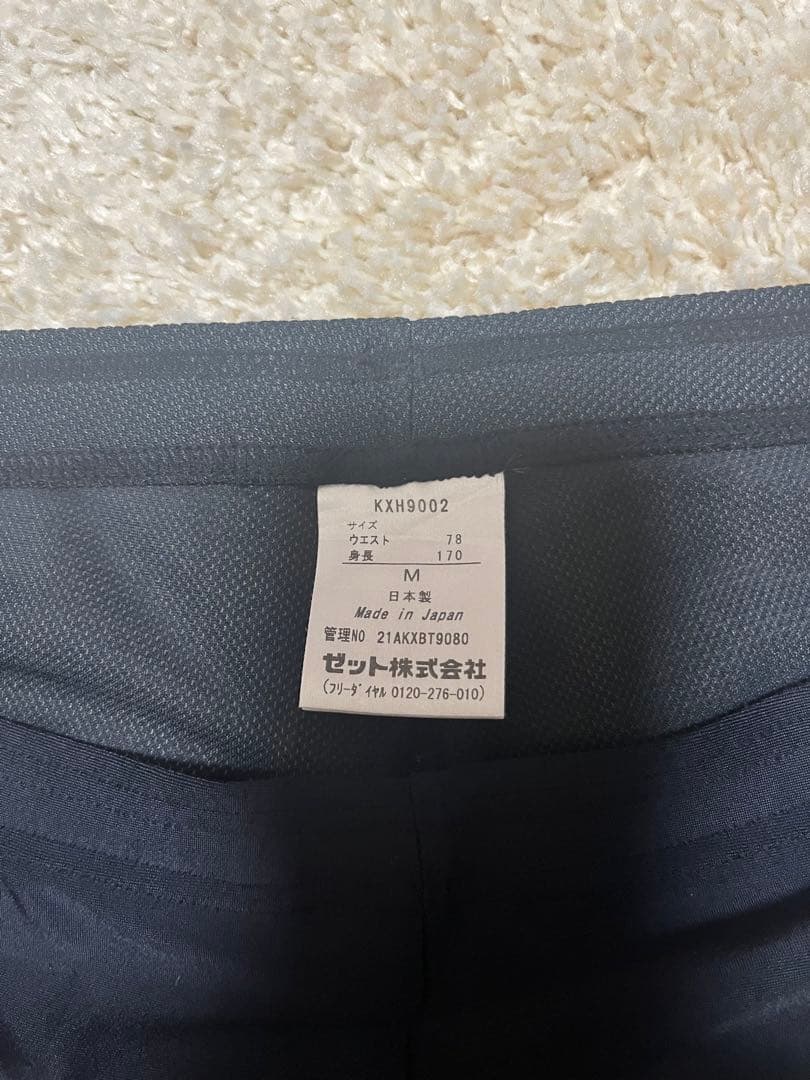 KXH9002
サイズ
ウエスト 78
身長 170
M
日本製
Made in Japan
管理NO 21AKXBT9080
ゼット株式会社
(フリーダイヤル 0120-276-010)